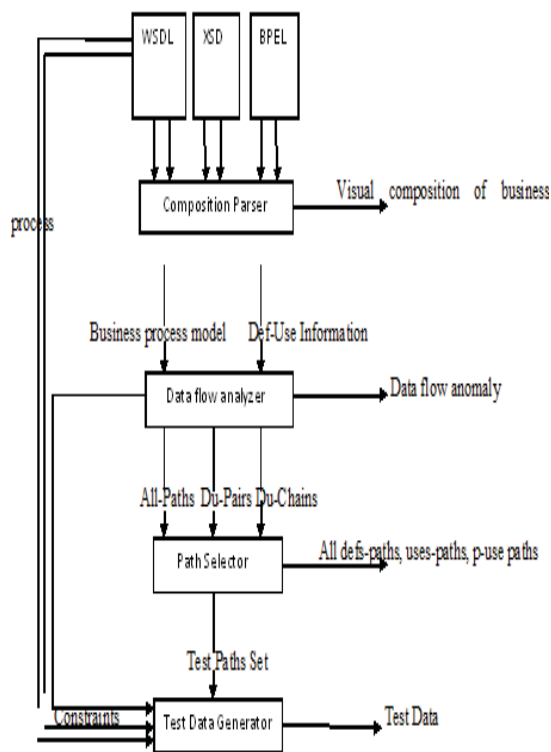 WSDL XSD BPEL
Visual composition of business
Composition Parser
process
Business process model Def-Use Information
Data flow analyzer
Data flow anomaly
All-Paths Du-Pairs Du-Chains
All defs-paths, uses-paths, p-use paths
Path Selector
Test Paths Set
Constraints
Test Data Generator
Test Data